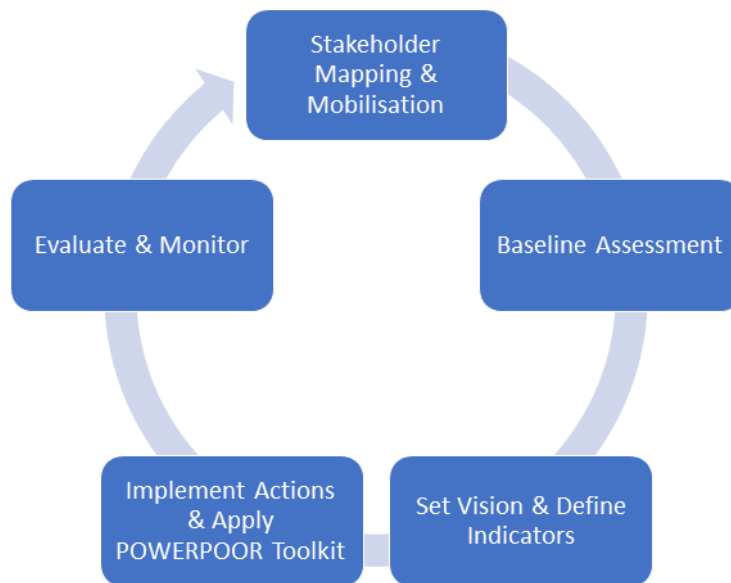 Stakeholder
Mapping &
Mobilisation
Baseline Assessment
Set Vision & Define
Indicators
Implement Actions
& Apply
POWERPOOR Toolkit
Evaluate & Monitor